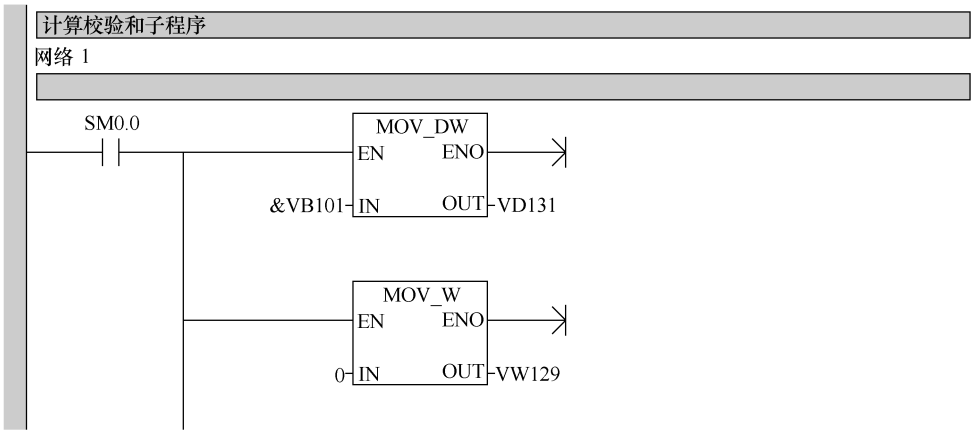 计算校验和子程序
网络 1
SM0.0
MOV_DW
EN ENO
&VB101 IN OUT VD131
MOV_W
EN ENO
0 IN OUT VW129